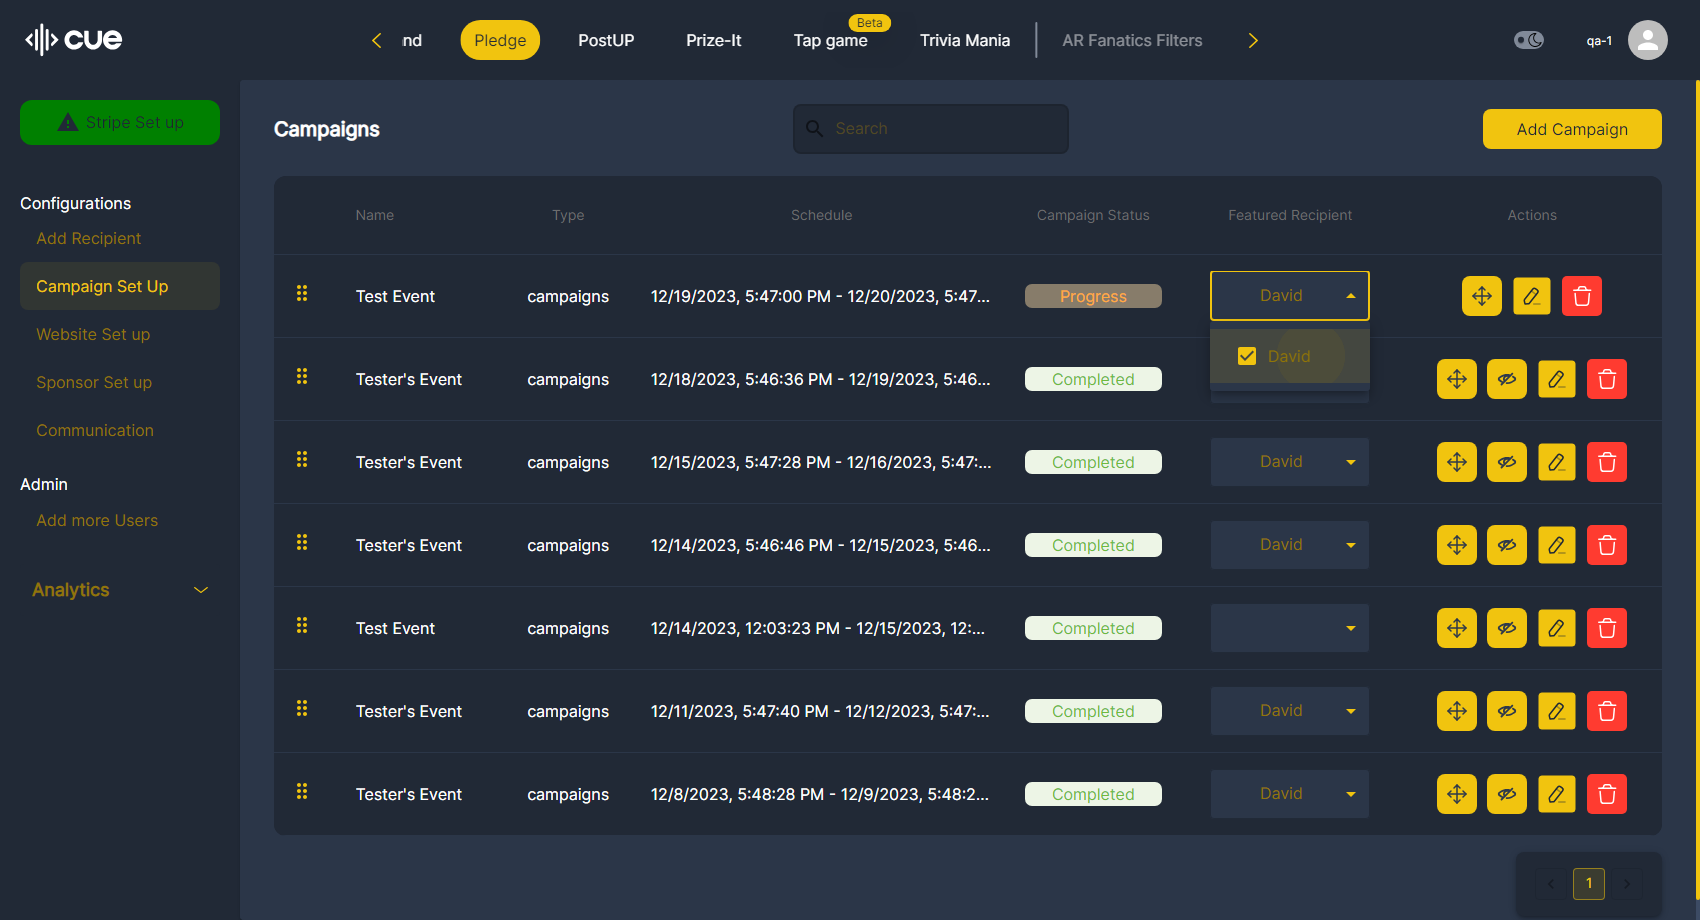 cue
nd
Pledge
PostUP
Prize-It
Tap game
Beta
Trivia Mania
AR Fanatics Filters
qa-1
Stripe Set up
Configurations
Add Recipient
Campaign Set Up
Website Set up
Sponsor Set up
Communication
Admin
Add more Users
Analytics
Campaigns
Search
Add Campaign
Name Type Schedule Campaign Status Featured Recipient Actions
Test Event campaigns 12/19/2023, 5:47:00 PM - 12/20/2023, 5:47... Progress David
David
Tester's Event campaigns 12/18/2023, 5:46:36 PM - 12/19/2023, 5:46... Completed
Tester's Event campaigns 12/15/2023, 5:47:28 PM - 12/16/2023, 5:47:... Completed David
Tester's Event campaigns 12/14/2023, 5:46:46 PM - 12/15/2023, 5:46... Completed David
Test Event campaigns 12/14/2023, 12:03:23 PM - 12/15/2023, 12:... Completed
Tester's Event campaigns 12/11/2023, 5:47:40 PM - 12/12/2023, 5:47:... Completed David
Tester's Event campaigns 12/8/2023, 5:48:28 PM - 12/9/2023, 5:48:2... Completed David
1